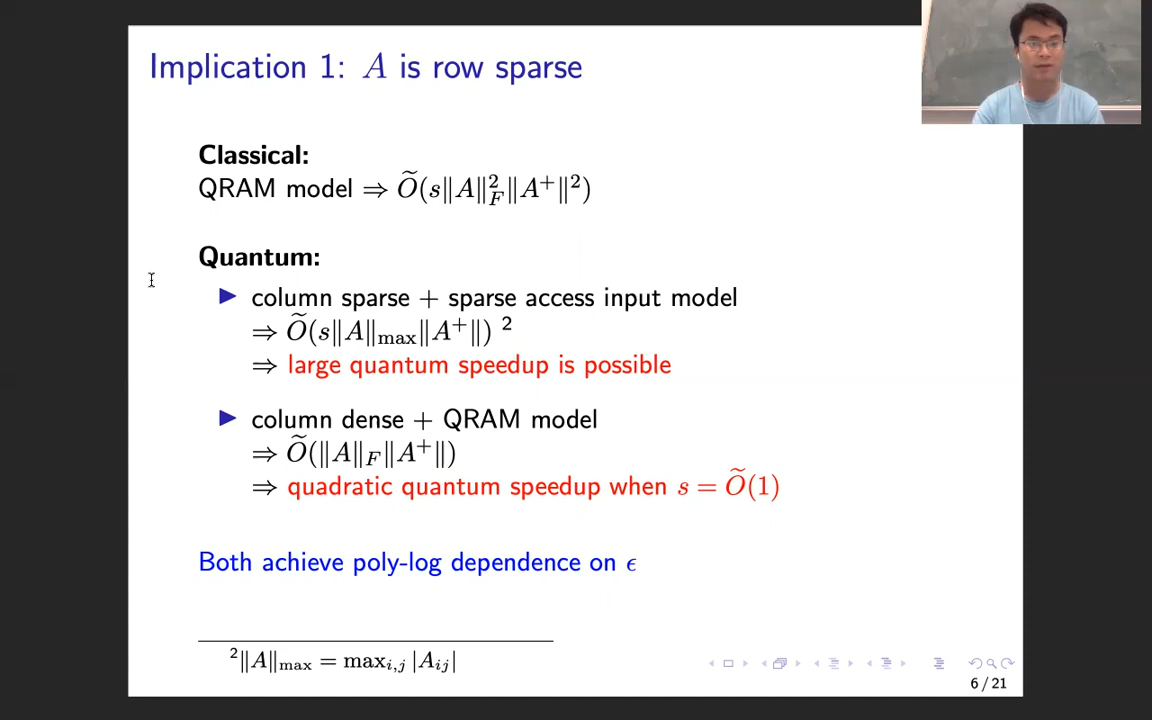 Implication 1: A is row sparse
Classical:
QRAM model ⇒ Õ(s‖A‖²_F‖A⁺‖²)
Quantum:
▶ column sparse + sparse access input model
⇒ Õ(s‖A‖_max‖A⁺‖) ²
⇒ large quantum speedup is possible
▶ column dense + QRAM model
⇒ Õ(‖A‖_F‖A⁺‖)
⇒ quadratic quantum speedup when s = Õ(1)
Both achieve poly-log dependence on ϵ
²‖A‖_max = max_{i,j} |A_{ij}|
6 / 21